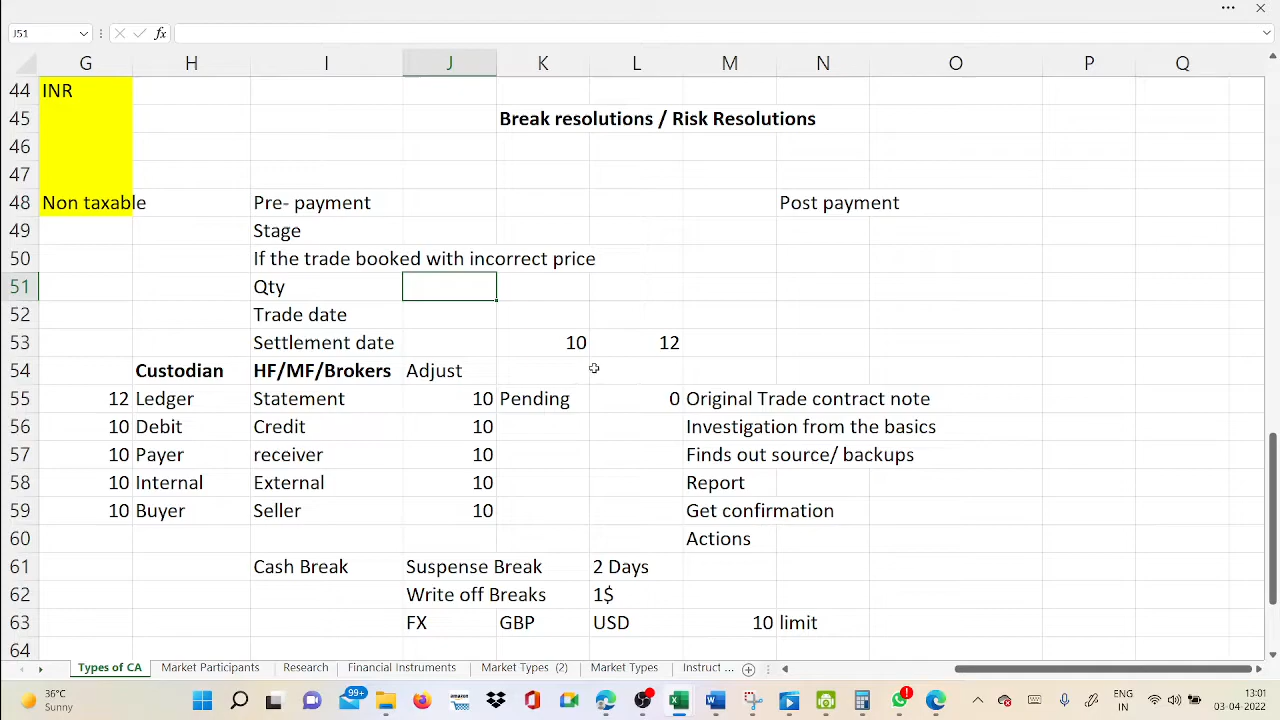 J51 fx
G H I J K L M N O P Q
44 INR
45 Break resolutions / Risk Resolutions
46
47
48 Non taxable Pre- payment Post payment
49 Stage
50 If the trade booked with incorrect price
51 Qty
52 Trade date
53 Settlement date 10 12
54 Custodian HF/MF/Brokers Adjust
55 12 Ledger Statement 10 Pending 0 Original Trade contract note
56 10 Debit Credit 10 Investigation from the basics
57 10 Payer receiver 10 Finds out source/ backups
58 10 Internal External 10 Report
59 10 Buyer Seller 10 Get confirmation
60 Actions
61 Cash Break Suspense Break 2 Days
62 Write off Breaks 1$
63 FX GBP USD 10 limit
64
Types of CA Market Participants Research Financial Instruments Market Types (2) Market Types Instruct ...
36°C
Sunny
99+
amazon
ENG
IN
13:01
03-04-2022